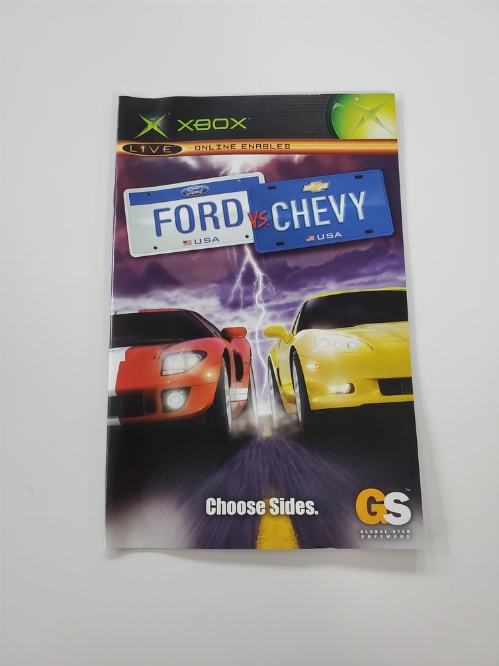 XBOX
LIVE ONLINE ENABLED
Ford
FORD
USA
VS.
CHEVY
USA
Choose Sides.
GS
GLOBAL STAR
SOFTWARE